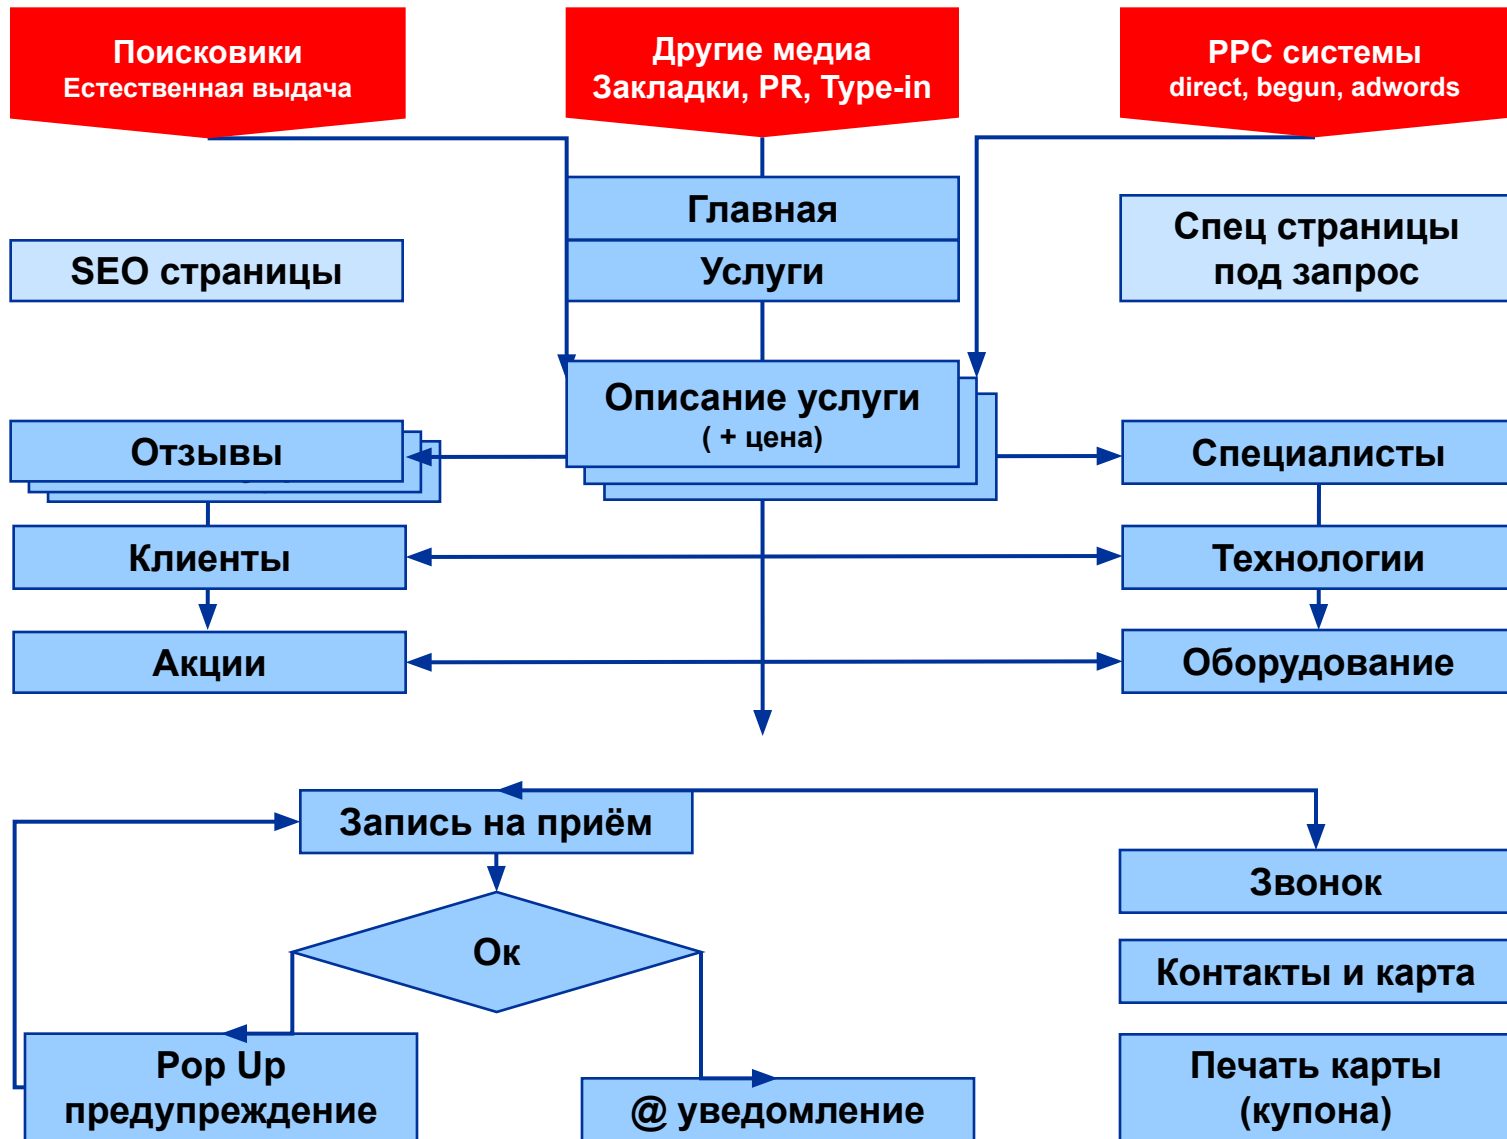 Поисковики
Естественная выдача
Другие медиа
Закладки, PR, Type-in
PPC системы
direct, begun, adwords
Главная
Услуги
SEO страницы
Спец страницы
под запрос
Описание услуги
( + цена)
Отзывы
Специалисты
Клиенты
Технологии
Акции
Оборудование
Запись на приём
Звонок
Ок
Контакты и карта
Pop Up
предупреждение
@ уведомление
Печать карты
(купона)